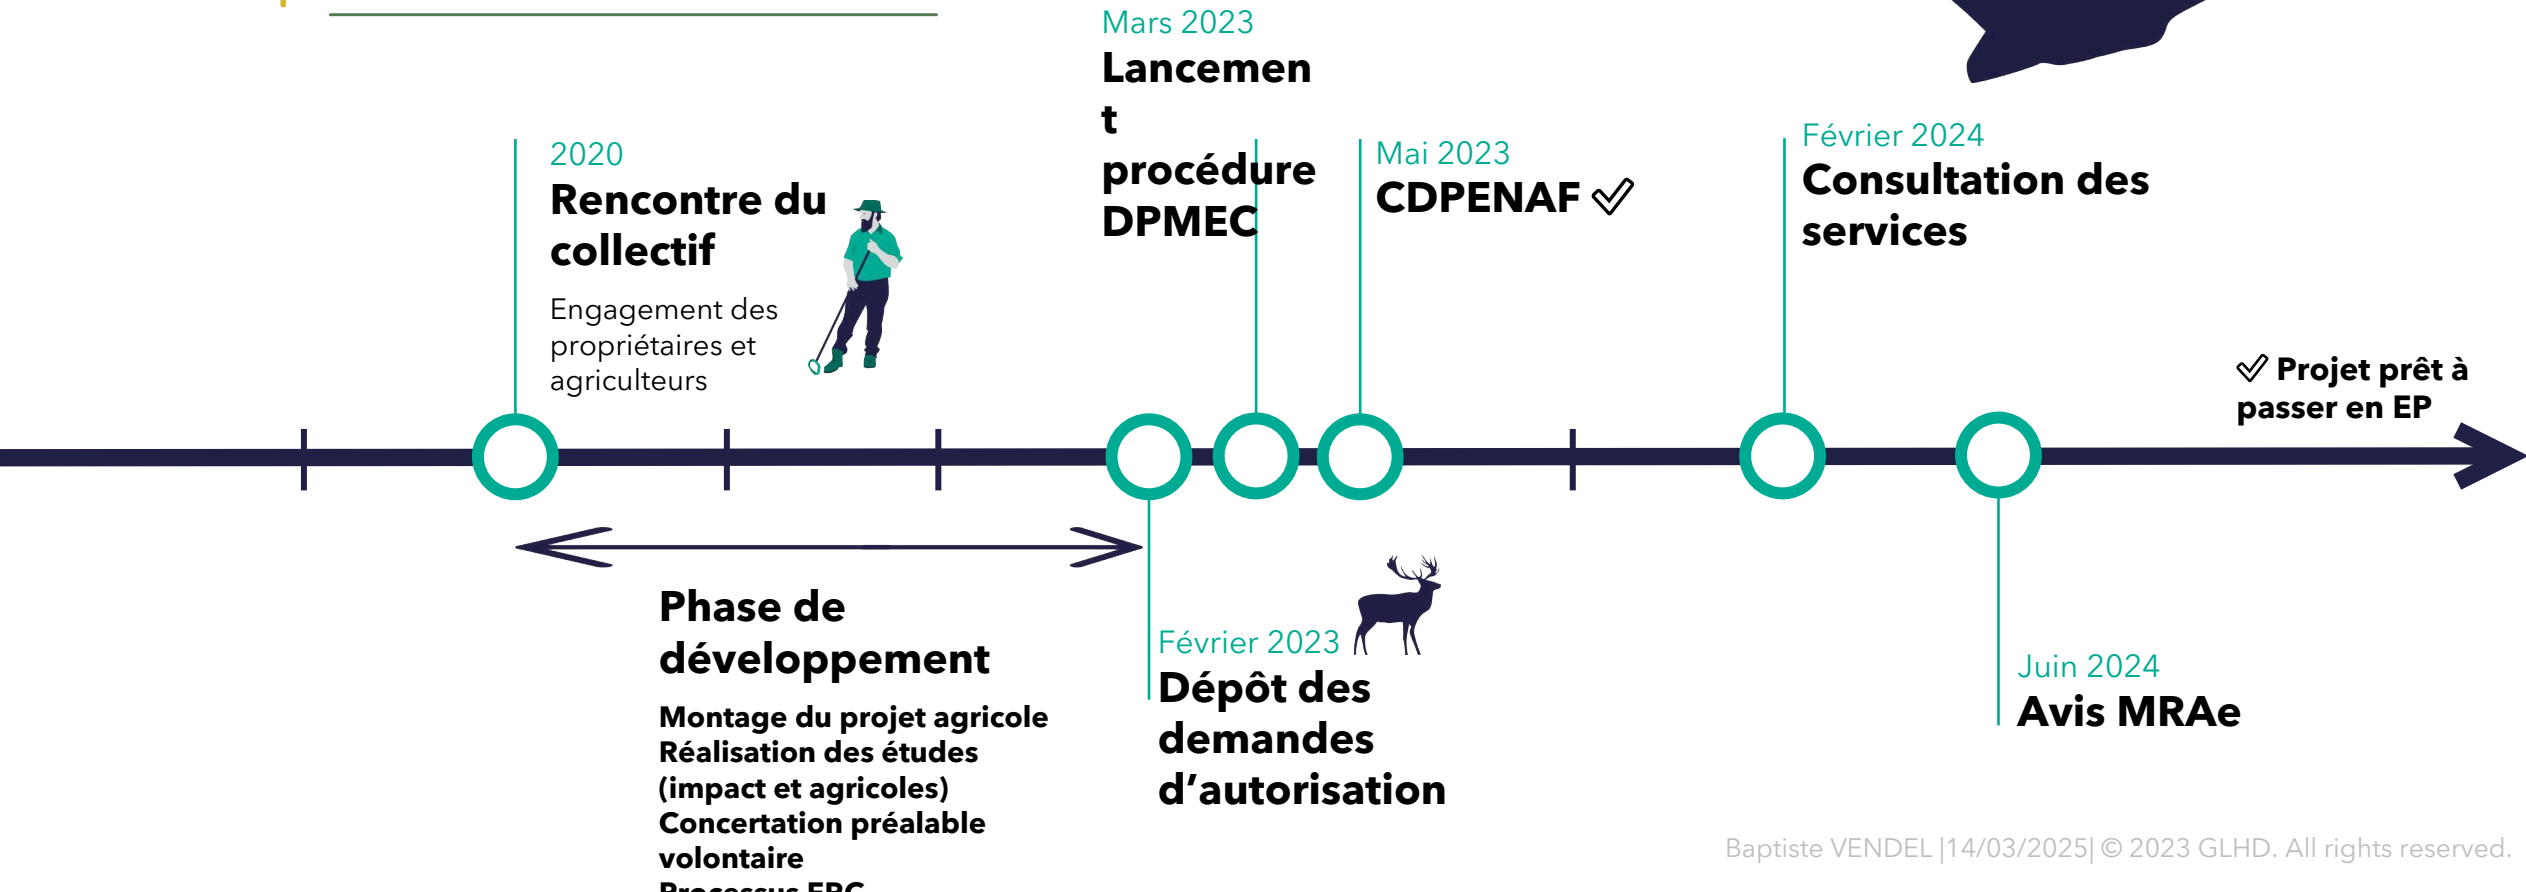 Mars 2023
Lancemen
t
procédure
DPMEC
2020
Rencontre du
collectif
Engagement des
propriétaires et
agriculteurs
Mai 2023
CDPENAF
Février 2024
Consultation des
services
Projet prêt à
passer en EP
Phase de
développement
Montage du projet agricole
Réalisation des études
(impact et agricoles)
Concertation préalable
volontaire
Processus ERC
Février 2023
Dépôt des
demandes
d’autorisation
Juin 2024
Avis MRAe
Baptiste VENDEL |14/03/2025| © 2023 GLHD. All rights reserved.